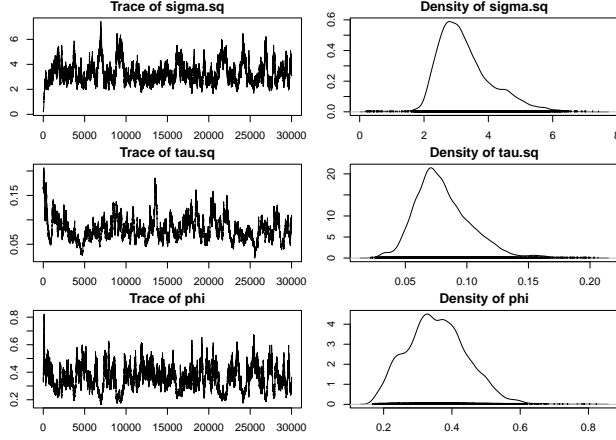 Trace of sigma.sq
0 2 4 6
0 5000 10000 15000 20000 25000 30000
Density of sigma.sq
0.0 0.2 0.4 0.6
0 2 4 6 8
Trace of tau.sq
0.05 0.15
0 5000 10000 15000 20000 25000 30000
Density of tau.sq
0 5 10 20
0.05 0.10 0.15 0.20
Trace of phi
0.2 0.4 0.6 0.8
0 5000 10000 15000 20000 25000 30000
Density of phi
0 1 2 3 4
0.2 0.4 0.6 0.8